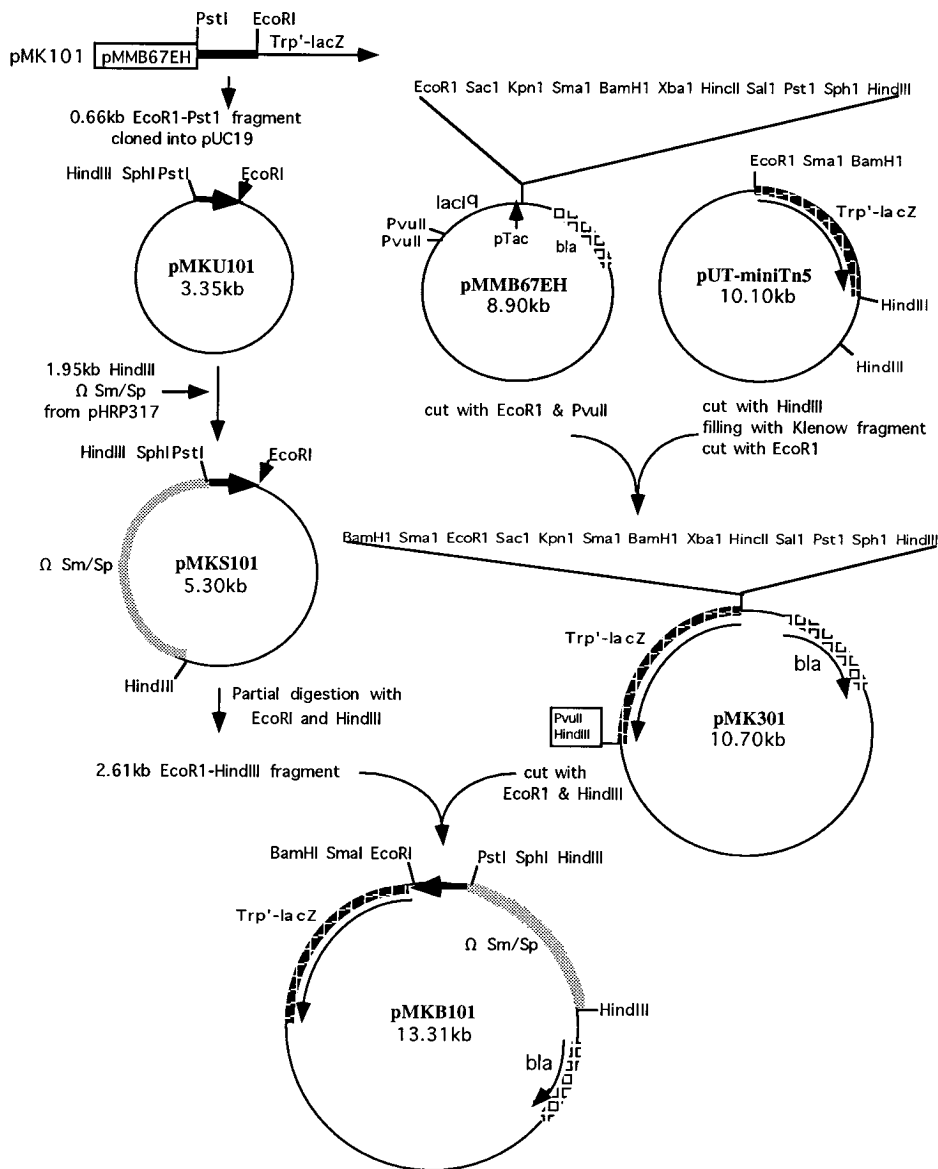 PstI EcoRI
pMK101 pMMB67EH Trp'-lacZ
0.66kb EcoR1-Pst1 fragment
cloned into pUC19
HindIII SphI PstI EcoRI
pMKU101
3.35kb
1.95kb HindIII
Ω Sm/Sp
from pHRP317
HindIII SphI PstI EcoRI
Ω Sm/Sp
pMKS101
5.30kb
HindIII
Partial digestion with
EcoRI and HindIII
2.61kb EcoR1-HindIII fragment
EcoR1 Sac1 Kpn1 Sma1 BamH1 Xba1 HincII Sal1 Pst1 Sph1 HindIII
lacIq
PvuII
PvuII
pTac
bla
pMMB67EH
8.90kb
cut with EcoR1 & PvuII
EcoR1 Sma1 BamH1
Trp'-lacZ
pUT-miniTn5
10.10kb
HindIII
HindIII
cut with HindIII
filling with Klenow fragment
cut with EcoR1
BamH1 Sma1 EcoR1 Sac1 Kpn1 Sma1 BamH1 Xba1 HincII Sal1 Pst1 Sph1 HindIII
Trp'-lacZ
bla
PvuII
HindIII
pMK301
10.70kb
cut with
EcoR1 & HindIII
BamHI SmaI EcoRI
PstI SphI HindIII
Trp'-lacZ
Ω Sm/Sp
HindIII
pMKB101
13.31kb
bla